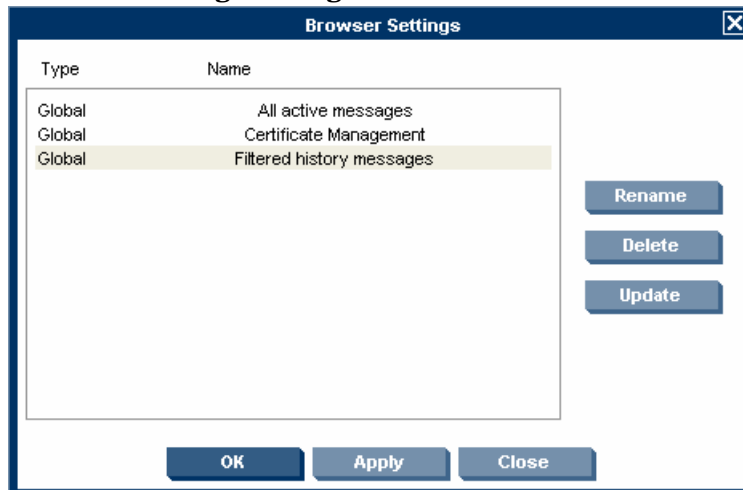 Browser Settings
Type Name
Global All active messages
Global Certificate Management
Global Filtered history messages
Rename
Delete
Update
OK Apply Close